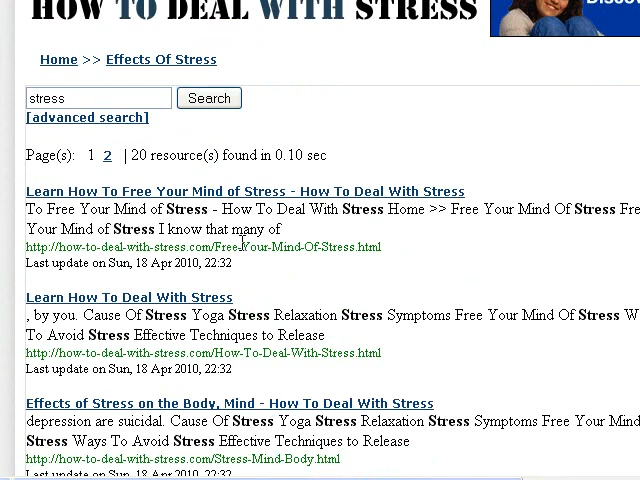 HOW TO DEAL WITH STRESS
Discove
Home >> Effects Of Stress
stress Search
[advanced search]
Page(s): 1 2 | 20 resource(s) found in 0.10 sec
Learn How To Free Your Mind of Stress - How To Deal With Stress
To Free Your Mind of Stress - How To Deal With Stress Home >> Free Your Mind Of Stress Fre
Your Mind of Stress I know that many of
http://how-to-deal-with-stress.com/Free-Your-Mind-Of-Stress.html
Last update on Sun, 18 Apr 2010, 22:32
Learn How To Deal With Stress
, by you. Cause Of Stress Yoga Stress Relaxation Stress Symptoms Free Your Mind Of Stress W
To Avoid Stress Effective Techniques to Release
http://how-to-deal-with-stress.com/How-To-Deal-With-Stress.html
Last update on Sun, 18 Apr 2010, 22:32
Effects of Stress on the Body, Mind - How To Deal With Stress
depression are suicidal. Cause Of Stress Yoga Stress Relaxation Stress Symptoms Free Your Mind
Stress Ways To Avoid Stress Effective Techniques to Release
http://how-to-deal-with-stress.com/Stress-Mind-Body.html
Last update on Sun, 18 Apr 2010, 22:32